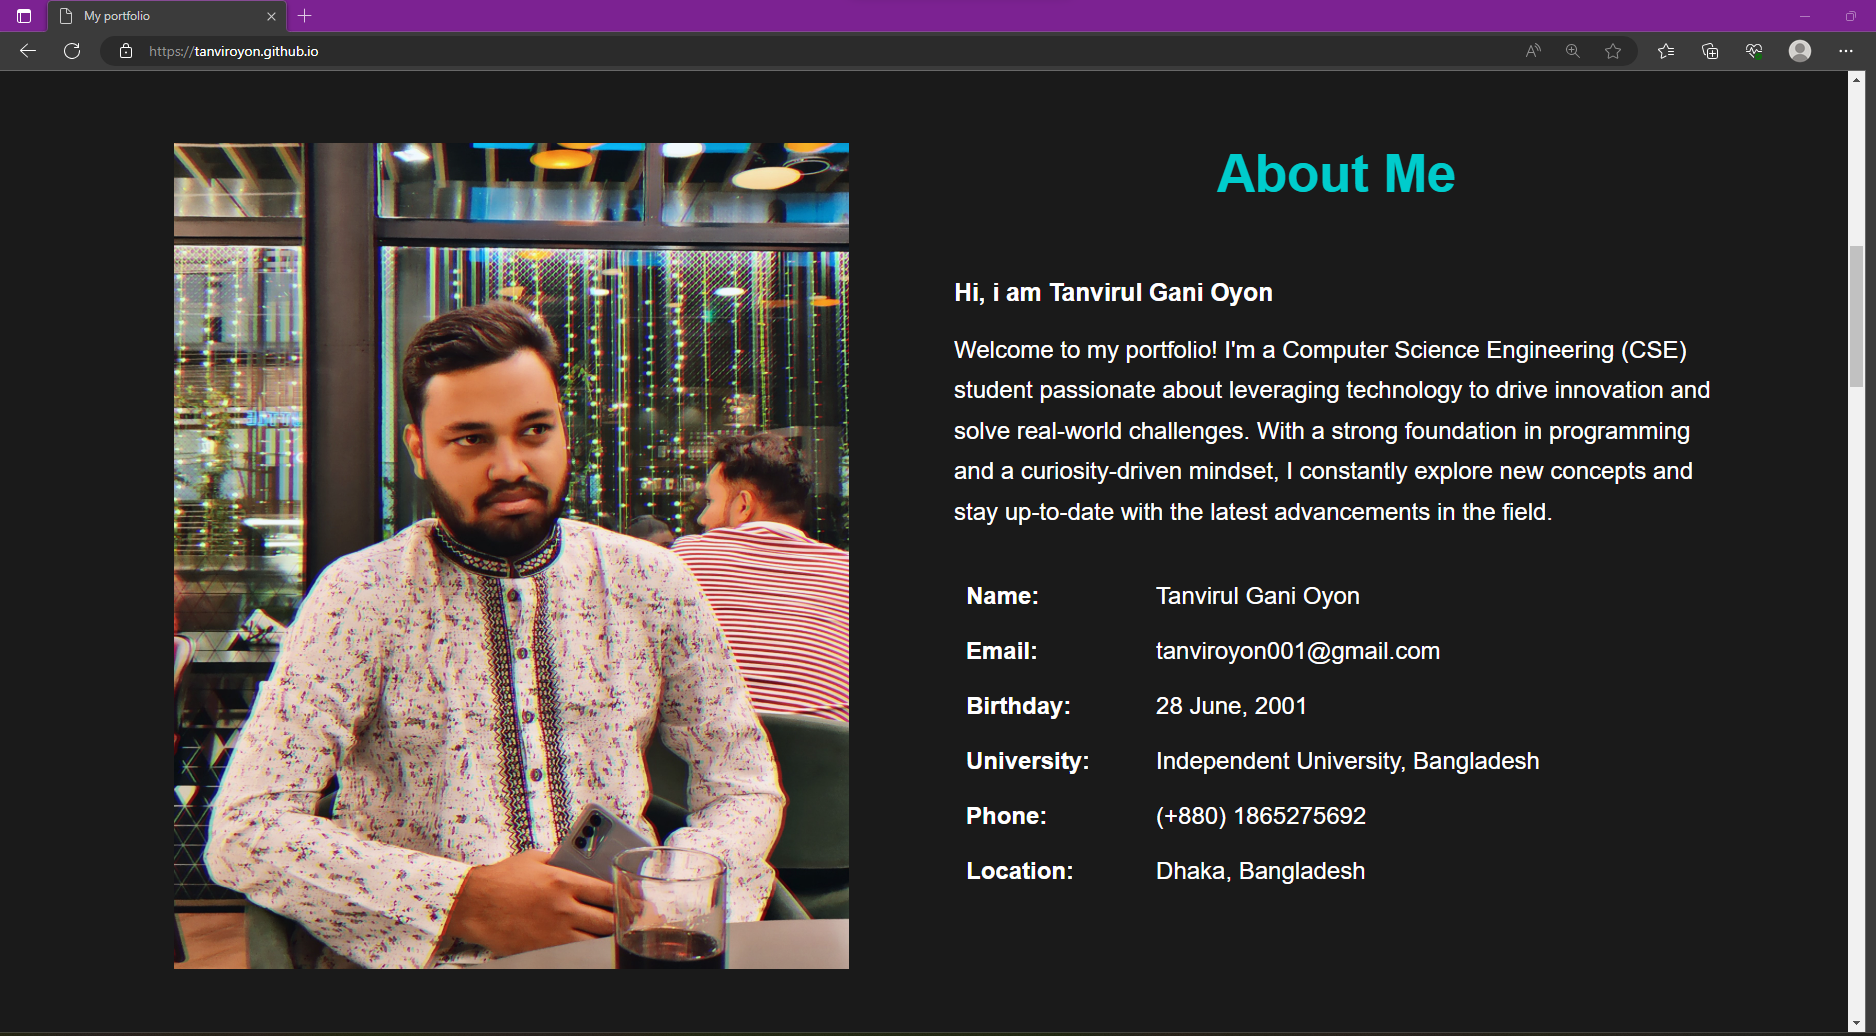 My portfolio
https://tanviroyon.github.io
About Me
Hi, i am Tanvirul Gani Oyon
Welcome to my portfolio! I'm a Computer Science Engineering (CSE)
student passionate about leveraging technology to drive innovation and
solve real-world challenges. With a strong foundation in programming
and a curiosity-driven mindset, I constantly explore new concepts and
stay up-to-date with the latest advancements in the field.
Name: Tanvirul Gani Oyon
Email: tanviroyon001@gmail.com
Birthday: 28 June, 2001
University: Independent University, Bangladesh
Phone: (+880) 1865275692
Location: Dhaka, Bangladesh